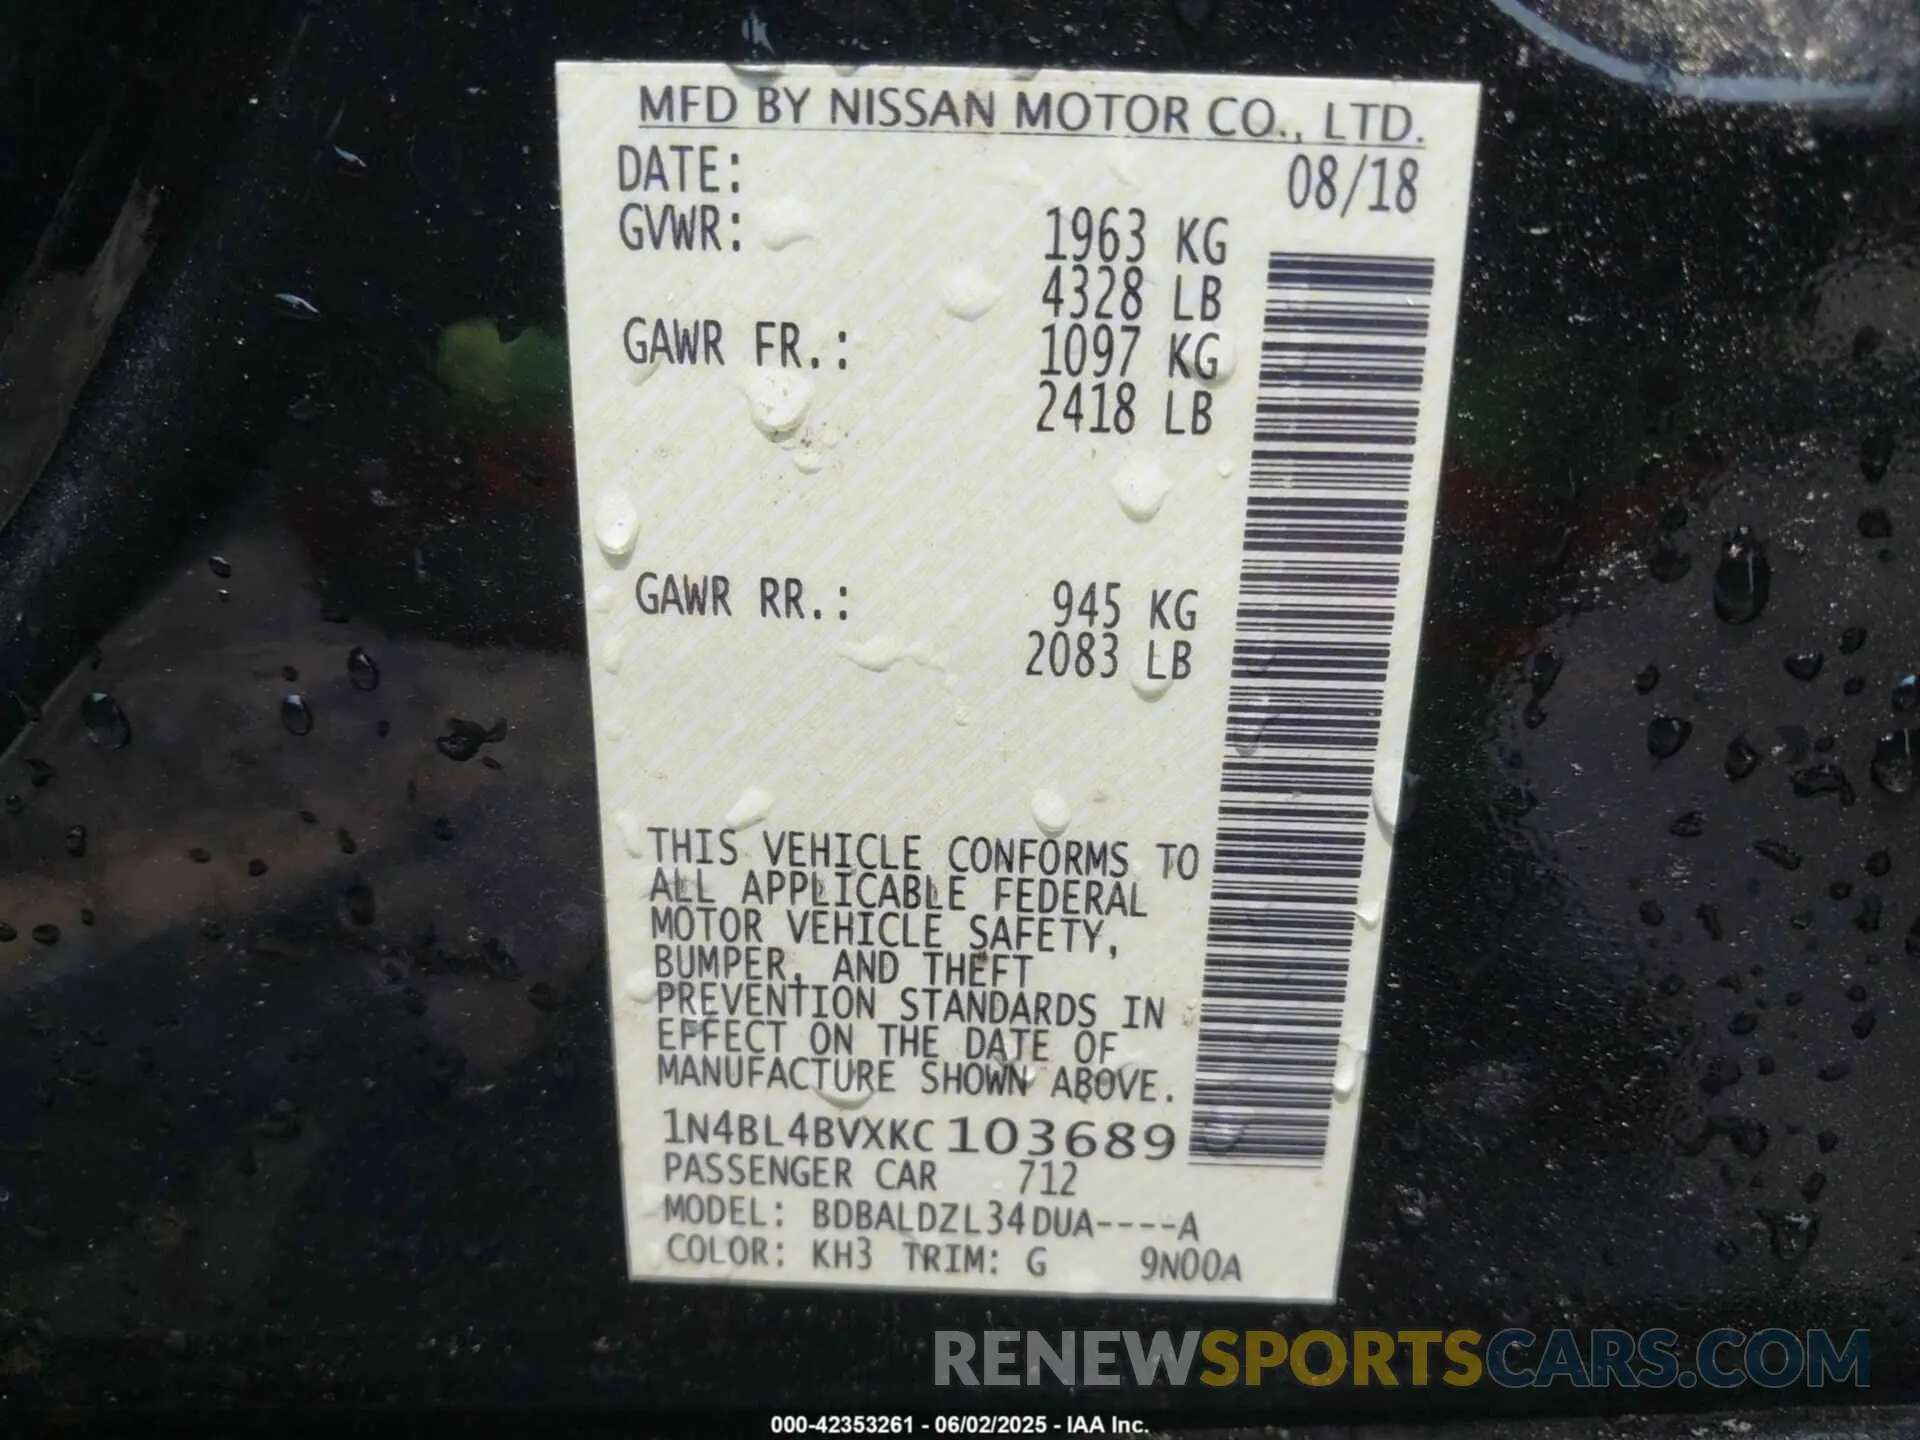 MFD BY NISSAN MOTOR CO., LTD.
DATE: 08/18
GVWR: 1963 KG
4328 LB
GAWR FR.: 1097 KG
2418 LB
GAWR RR.: 945 KG
2083 LB
THIS VEHICLE CONFORMS TO
ALL APPLICABLE FEDERAL
MOTOR VEHICLE SAFETY,
BUMPER, AND THEFT
PREVENTION STANDARDS IN
EFFECT ON THE DATE OF
MANUFACTURE SHOWN ABOVE.
1N4BL4BVXKC103689
PASSENGER CAR 712
MODEL: BDBALDZL34DUA----A
COLOR: KH3 TRIM: G 9N00A
RENEWSPORTSCARS.COM
000-42353261 - 06/02/2025 - IAA Inc.